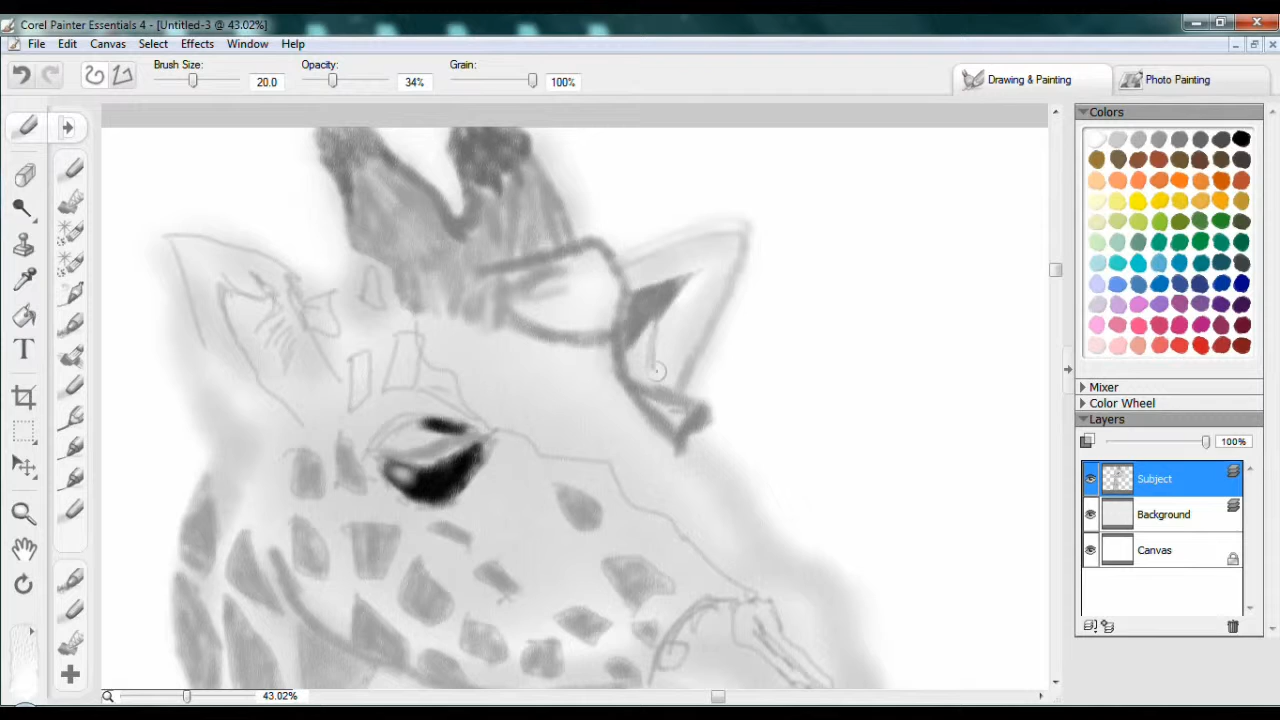 Corel Painter Essentials 4 - [Untitled-3 @ 43.02%]
File Edit Canvas Select Effects Window Help
Brush Size: 20.0 Opacity: 34% Grain: 100%
Drawing & Painting Photo Painting
Colors
Mixer
Color Wheel
Layers
100%
Subject
Background
Canvas
T
43.02%